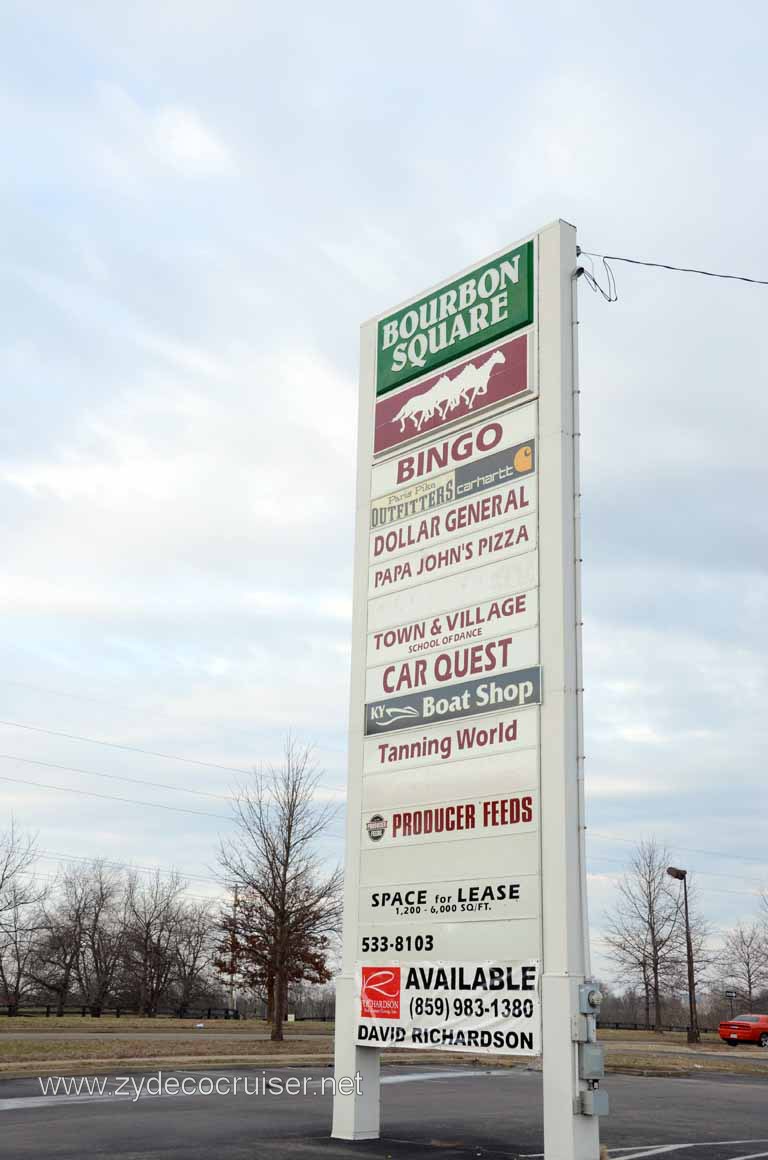 BOURBON
SQUARE
BINGO
Paris Pike
OUTFITTERS carhartt
DOLLAR GENERAL
PAPA JOHN'S PIZZA
TOWN & VILLAGE
SCHOOL OF DANCE
CAR QUEST
KY Boat Shop
Tanning World
PRODUCER FEEDS
SPACE for LEASE
1,200 - 6,000 SQ/FT.
533-8103
RICHARDSON
AVAILABLE
(859) 983-1380
DAVID RICHARDSON
www.zydecocruiser.net